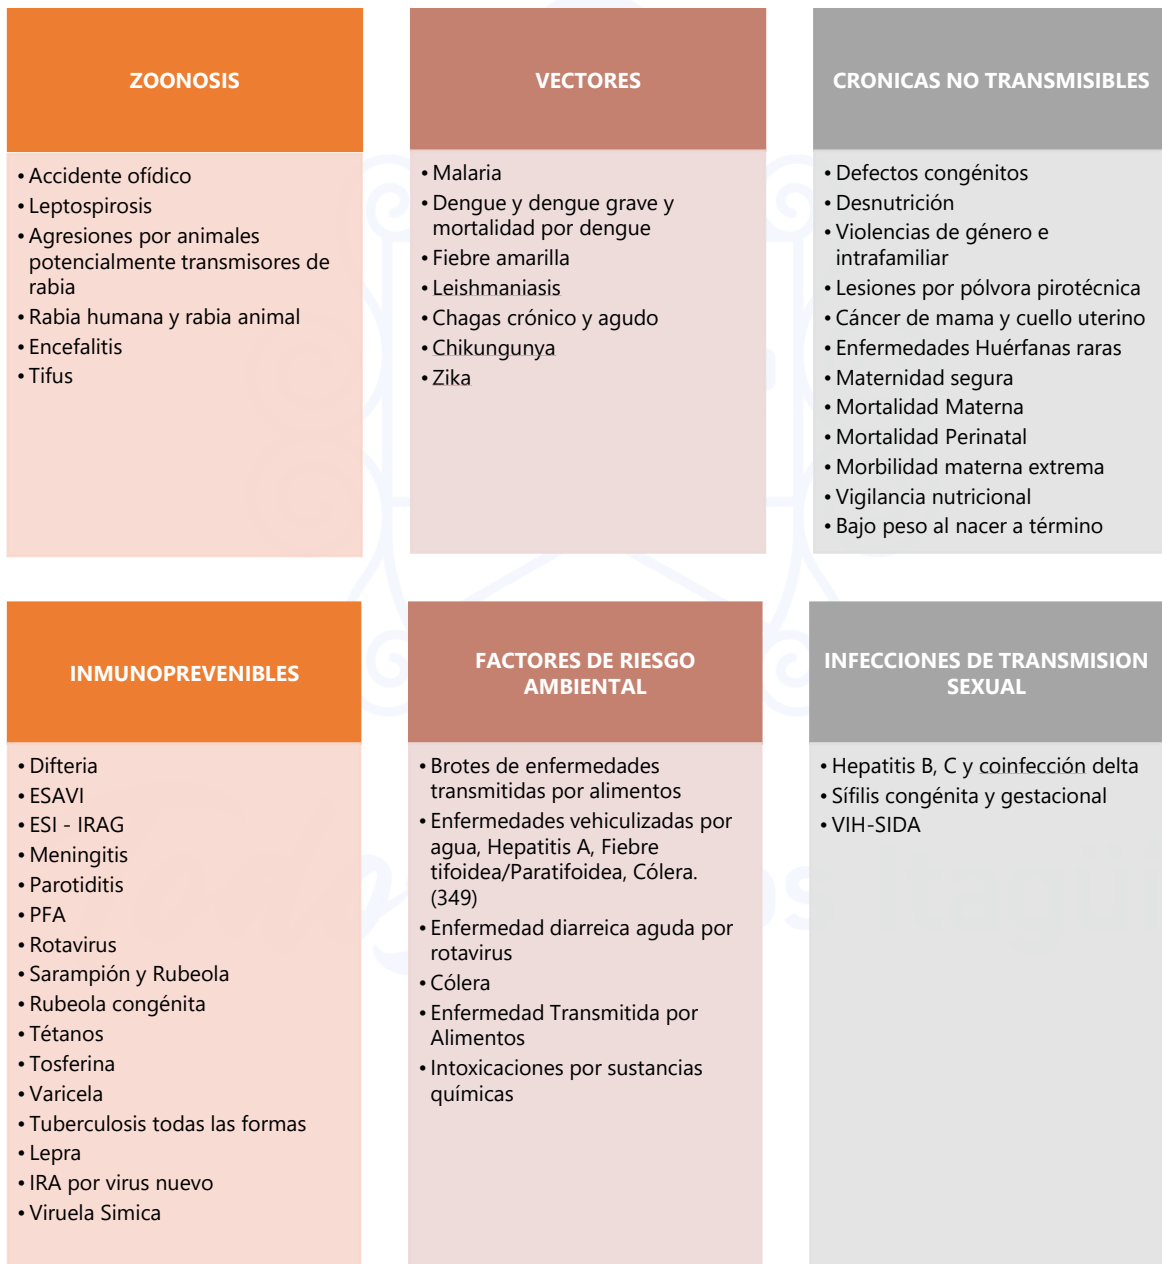 ZOONOSIS
• Accidente ofídico
• Leptospirosis
• Agresiones por animales
potencialmente transmisores de
rabia
• Rabia humana y rabia animal
• Encefalitis
• Tifus
VECTORES
• Malaria
• Dengue y dengue grave y
mortalidad por dengue
• Fiebre amarilla
• Leishmaniasis
• Chagas crónico y agudo
• Chikungunya
• Zika
CRONICAS NO TRANSMISIBLES
• Defectos congénitos
• Desnutrición
• Violencias de género e
intrafamiliar
• Lesiones por pólvora pirotécnica
• Cáncer de mama y cuello uterino
• Enfermedades Huérfanas raras
• Maternidad segura
• Mortalidad Materna
• Mortalidad Perinatal
• Morbilidad materna extrema
• Vigilancia nutricional
• Bajo peso al nacer a término
INMUNOPREVENIBLES
• Difteria
• ESAVI
• ESI - IRAG
• Meningitis
• Parotiditis
• PFA
• Rotavirus
• Sarampión y Rubeola
• Rubeola congénita
• Tétanos
• Tosferina
• Varicela
• Tuberculosis todas las formas
• Lepra
• IRA por virus nuevo
• Viruela Simica
FACTORES DE RIESGO
AMBIENTAL
• Brotes de enfermedades
transmitidas por alimentos
• Enfermedades vehiculizadas por
agua, Hepatitis A, Fiebre
tifoidea/Paratifoidea, Cólera.
(349)
• Enfermedad diarreica aguda por
rotavirus
• Cólera
• Enfermedad Transmitida por
Alimentos
• Intoxicaciones por sustancias
químicas
INFECCIONES DE TRANSMISION
SEXUAL
• Hepatitis B, C y coinfección delta
• Sífilis congénita y gestacional
• VIH-SIDA